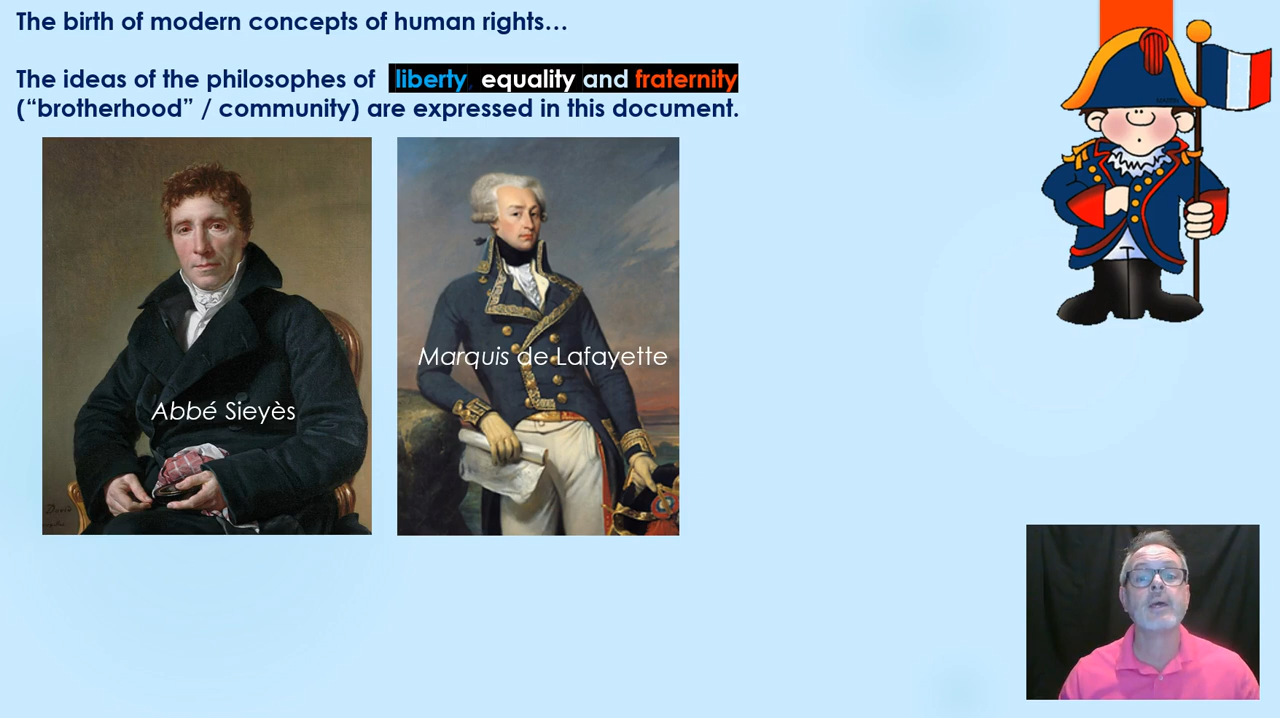 The birth of modern concepts of human rights…
The ideas of the philosophes of liberty, equality and fraternity
(“brotherhood” / community) are expressed in this document.
Marquis de Lafayette
Abbé Sieyès